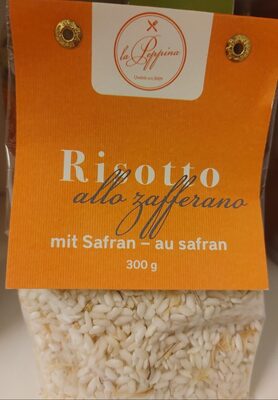 la Peppina
Risotto
allo zafferano
mit Safran – au safran
300 g